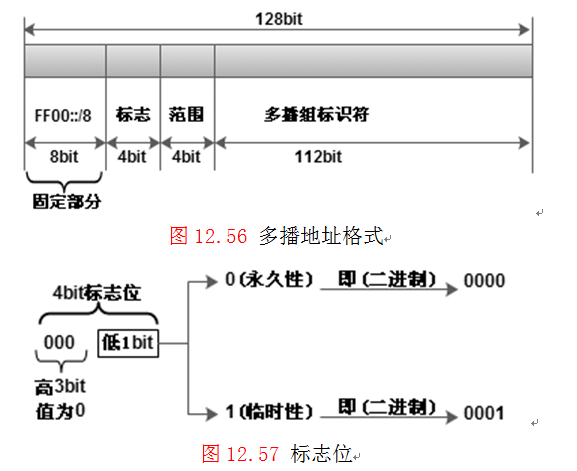 128bit
FF00::/8 标志 范围 多播组标识符
8bit 4bit 4bit 112bit
固定部分
图 12.56 多播地址格式
4bit标志位
0(永久性) 即(二进制) 0000
000 低1bit
高3bit
值为0
1(临时性) 即(二进制) 0001
图 12.57 标志位